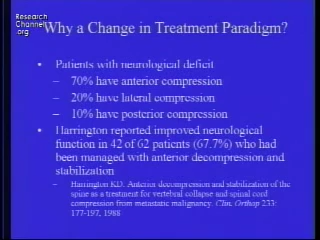 Research
Channel
.org
Why a Change in Treatment Paradigm?
• Patients with neurological deficit
– 70% have anterior compression
– 20% have lateral compression
– 10% have posterior compression
• Harrington reported improved neurological
function in 42 of 62 patients (67.7%) who had
been managed with anterior decompression and
stabilization
– Harrington KD. Anterior decompression and stabilization of the
spine as a treatment for vertebral collapse and spinal cord
compression from metastatic malignancy. Clin. Orthop 233:
177-197, 1988